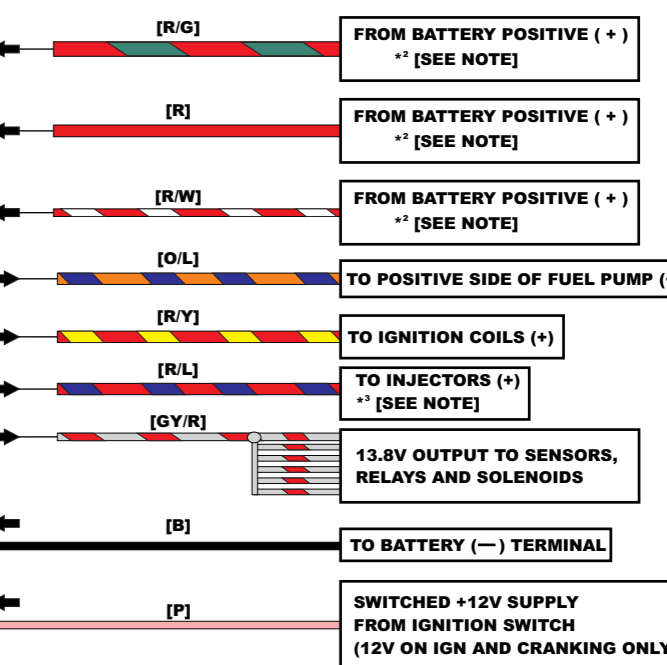 [R/G]
FROM BATTERY POSITIVE ( + )
*² [SEE NOTE]
[R]
FROM BATTERY POSITIVE ( + )
*² [SEE NOTE]
[R/W]
FROM BATTERY POSITIVE ( + )
*² [SEE NOTE]
[O/L]
TO POSITIVE SIDE OF FUEL PUMP (
[R/Y]
TO IGNITION COILS (+)
[R/L]
TO INJECTORS (+)
*³ [SEE NOTE]
[GY/R]
13.8V OUTPUT TO SENSORS,
RELAYS AND SOLENOIDS
[B]
TO BATTERY (—) TERMINAL
[P]
SWITCHED +12V SUPPLY
FROM IGNITION SWITCH
(12V ON IGN AND CRANKING ONLY